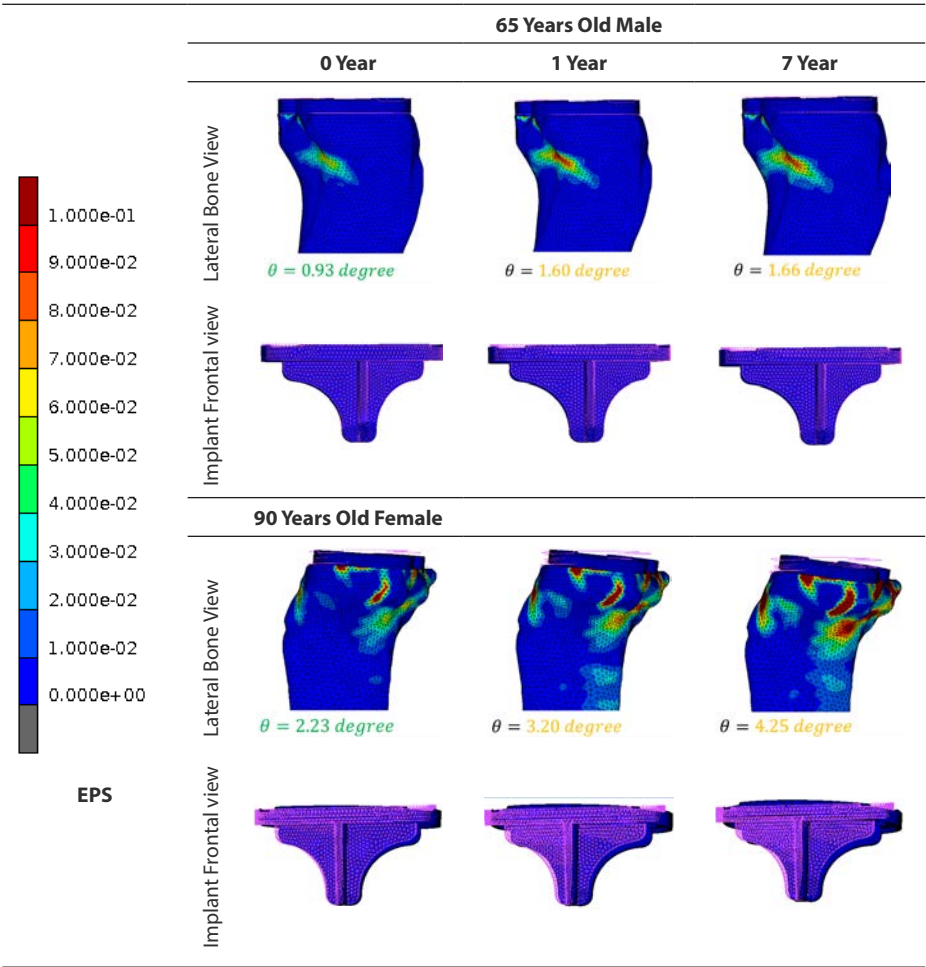 65 Years Old Male
0 Year
1 Year
7 Year
Lateral Bone View
θ = 0.93 degree
θ = 1.60 degree
θ = 1.66 degree
Implant Frontal view
90 Years Old Female
Lateral Bone View
θ = 2.23 degree
θ = 3.20 degree
θ = 4.25 degree
Implant Frontal view
1.000e-01
9.000e-02
8.000e-02
7.000e-02
6.000e-02
5.000e-02
4.000e-02
3.000e-02
2.000e-02
1.000e-02
0.000e+00
EPS